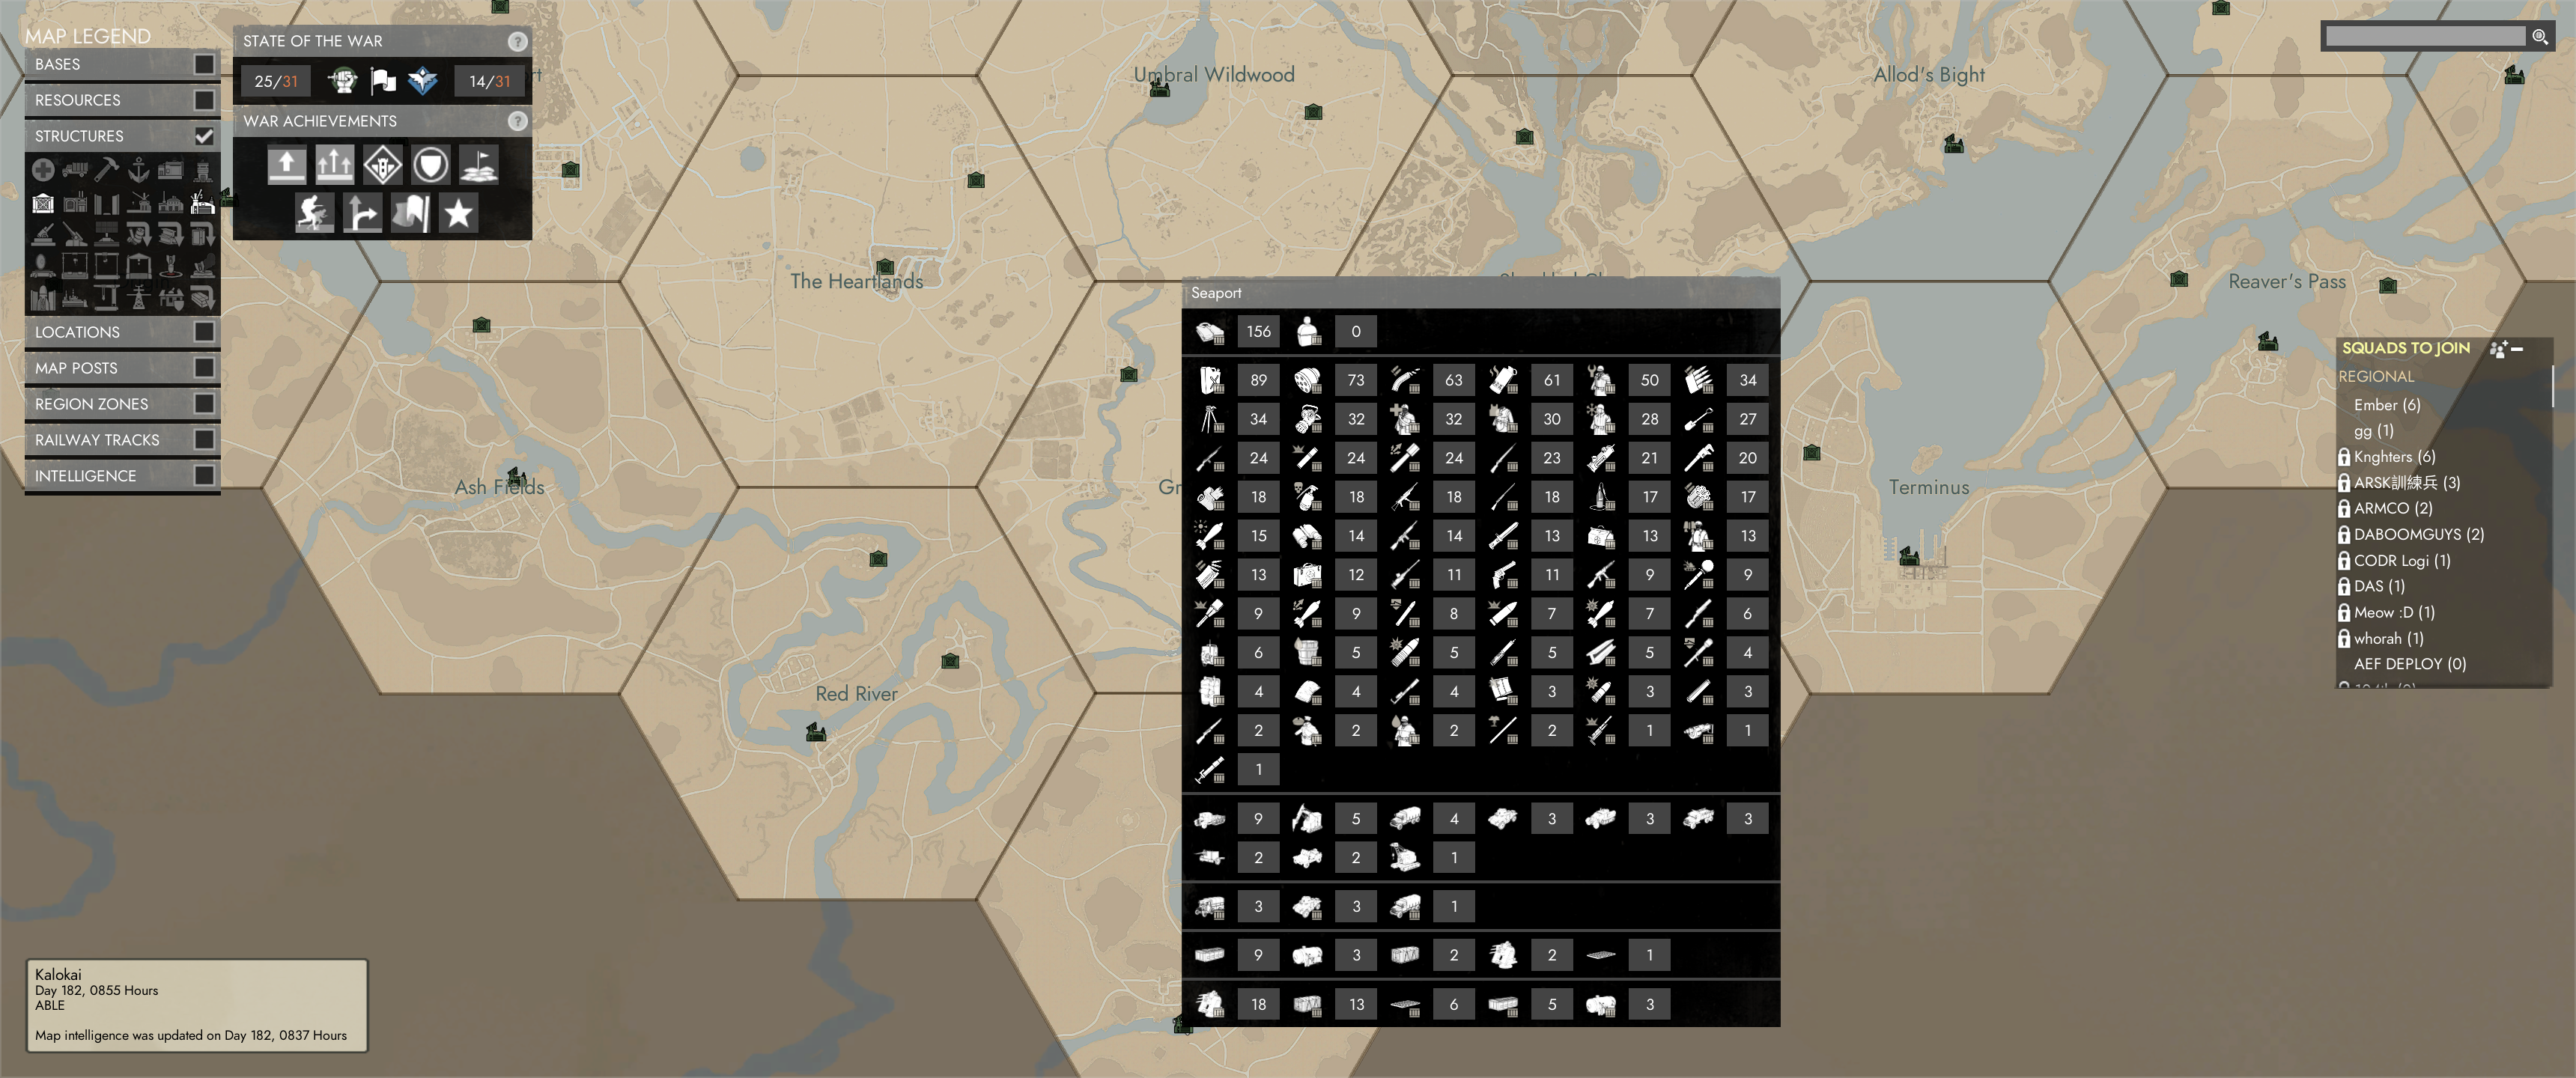 MAP LEGEND
BASES
RESOURCES
STRUCTURES
LOCATIONS
MAP POSTS
REGION ZONES
RAILWAY TRACKS
INTELLIGENCE
STATE OF THE WAR ?
25/31 14/31
WAR ACHIEVEMENTS ?
Umbral Wildwood
Allod's Bight
The Heartlands
Reaver's Pass
Ash Fields
Terminus
Red River
Seaport
156 0
89 73 63 61 50 34
34 32 32 30 28 27
24 24 24 23 21 20
18 18 18 18 17 17
15 14 14 13 13 13
13 12 11 11 9 9
9 9 8 7 7 6
6 5 5 5 5 4
4 4 4 3 3 3
2 2 2 2 1 1
1
9 5 4 3 3 3
2 2 1
3 3 1
9 3 2 2 1
18 13 6 5 3
SQUADS TO JOIN
REGIONAL
Ember (6)
gg (1)
Knghters (6)
ARSK訓練兵 (3)
ARMCO (2)
DABOOMGUYS (2)
CODR Logi (1)
DAS (1)
Meow :D (1)
whorah (1)
AEF DEPLOY (0)
Kalokai
Day 182, 0855 Hours
ABLE
Map intelligence was updated on Day 182, 0837 Hours